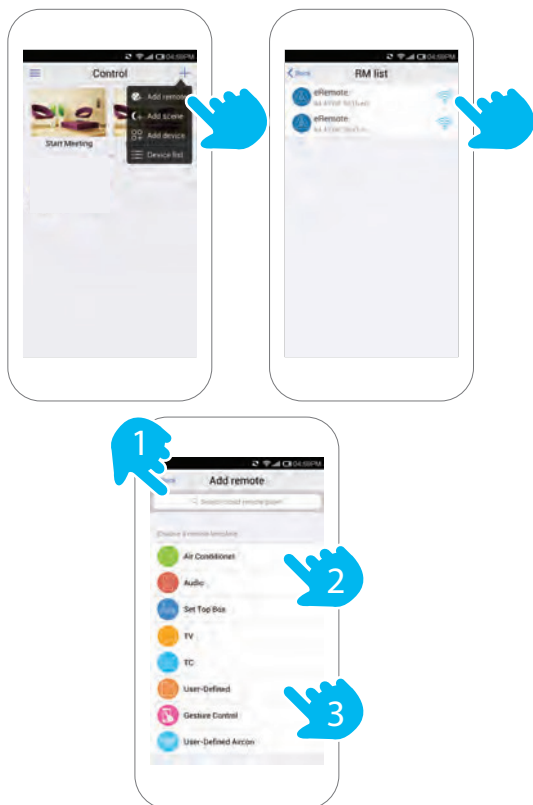 04:59PM
Control
+
Add remote
Add scene
Add device
Device list
Start Meeting
04:59PM
Back
RM list
eRemote
eRemote
1
04:59PM
Back
Add remote
Choose a remote template
Air Conditioner
2
Audio
Set Top Box
TV
TC
User-Defined
3
Gesture Control
User-Defined Aircon